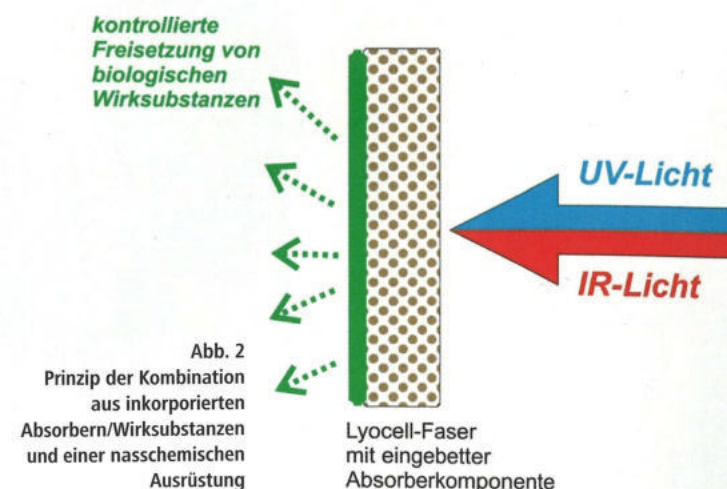 kontrollierte
Freisetzung von
biologischen
Wirksubstanzen
UV-Licht
IR-Licht
Abb. 2
Prinzip der Kombination
aus inkorporierten
Absorbern/Wirksubstanzen
und einer nasschemischen
Ausrüstung
Lyocell-Faser
mit eingebetter
Absorberkomponente